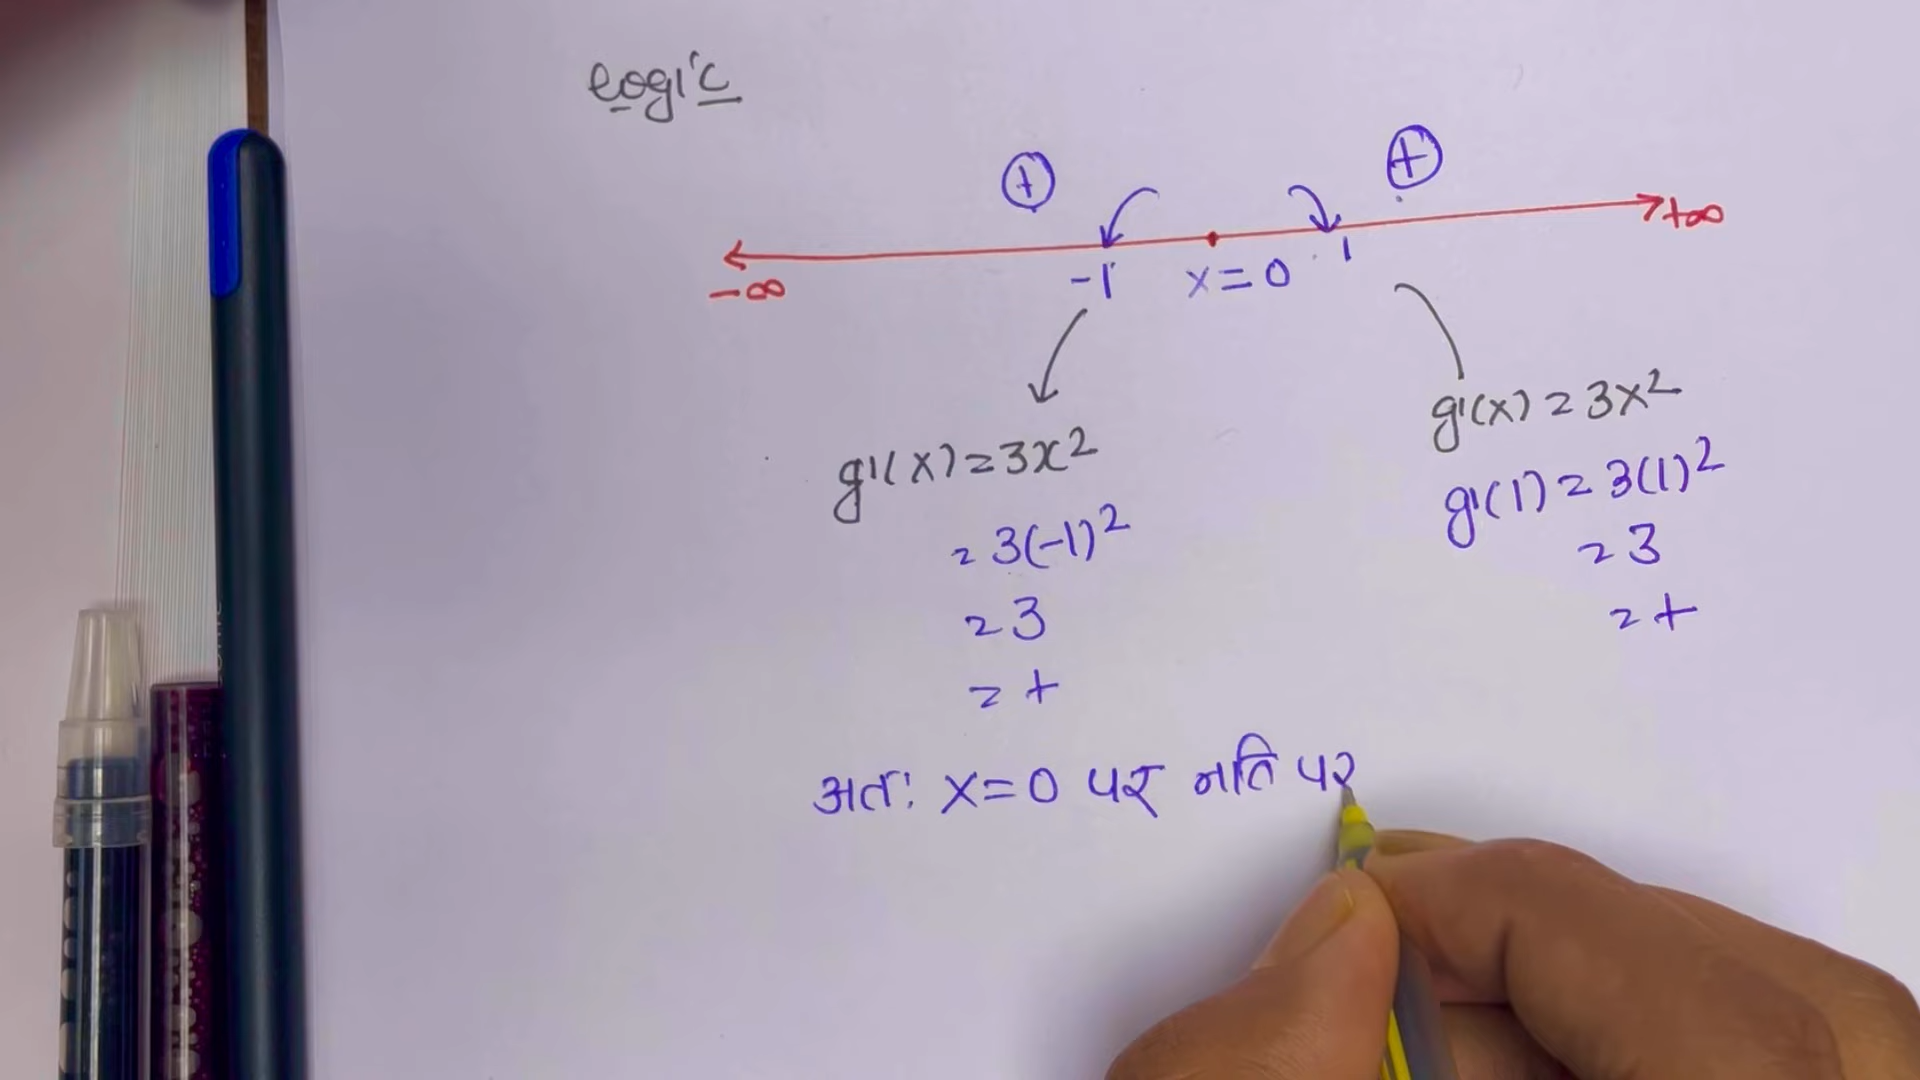 Logic
+ +
-∞ -1 x=0 1 +∞
g'(x)=3x²
=3(-1)²
=3
=+
g'(x)=3x²
g'(1)=3(1)²
=3
=+
अतः x=0 पर नति पर